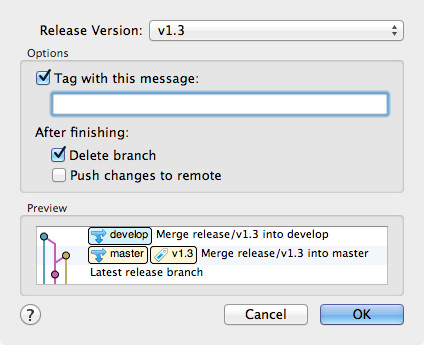 Release Version: v1.3
Options
Tag with this message:
After finishing:
Delete branch
Push changes to remote
Preview
develop Merge release/v1.3 into develop
master v1.3 Merge release/v1.3 into master
Latest release branch
? Cancel OK